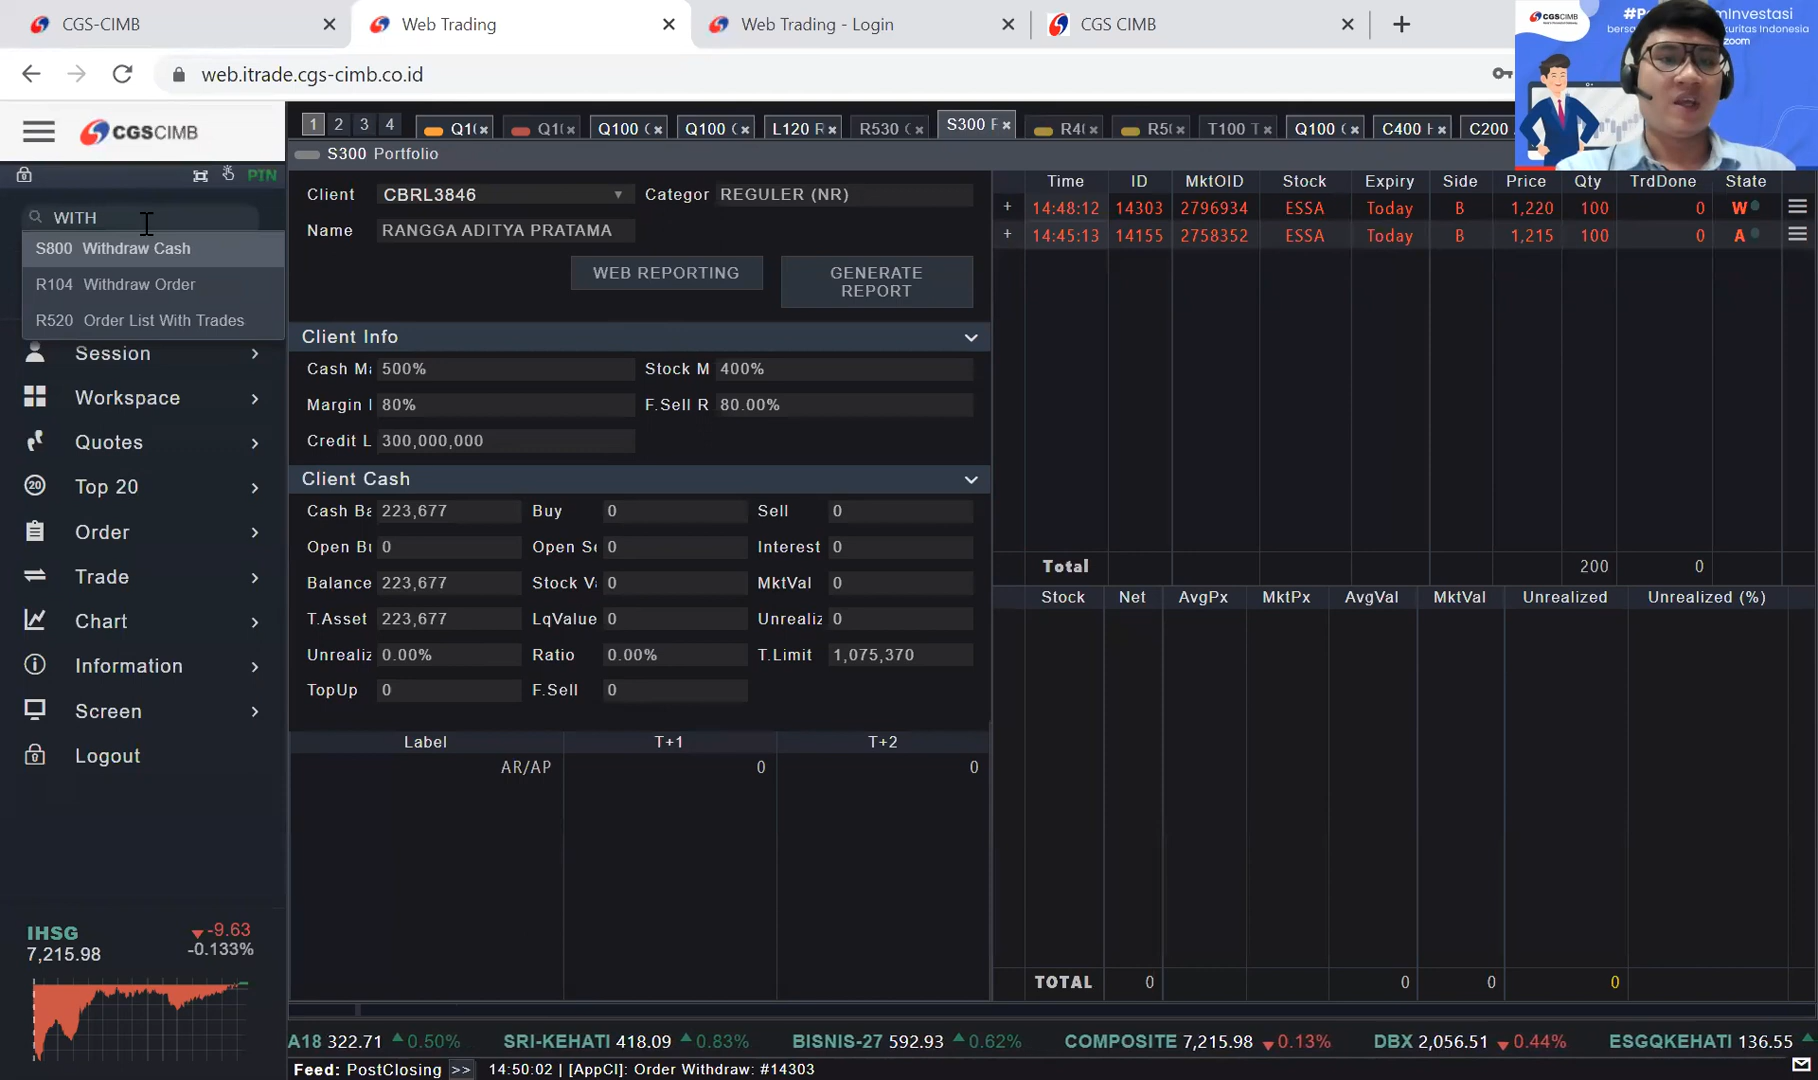 CGS-CIMB
Web Trading
Web Trading - Login
CGS CIMB
web.itrade.cgs-cimb.co.id
CGSCIMB
zoom
CGSCIMB
PIN
WITH
S800 Withdraw Cash
R104 Withdraw Order
R520 Order List With Trades
Session
Workspace
Quotes
20 Top 20
Order
Trade
Chart
Information
Screen
Logout
IHSG -9.63
7,215.98 -0.133%
1 2 3 4 Q1( Q1( Q100 ( Q100 ( L120 R R530 ( S300 F R4( R5( T100 T Q100 ( C400 H C200
S300 Portfolio
Client CBRL3846 Categor REGULER (NR)
Name RANGGA ADITYA PRATAMA
WEB REPORTING
GENERATE REPORT
Client Info
Cash M 500% Stock M 400%
Margin 80% F.Sell R 80.00%
Credit L 300,000,000
Client Cash
Cash Ba 223,677 Buy 0 Sell 0
Open B 0 Open S 0 Interest 0
Balance 223,677 Stock V 0 MktVal 0
T.Asset 223,677 LqValue 0 Unreali 0
Unreali 0.00% Ratio 0.00% T.Limit 1,075,370
TopUp 0 F.Sell 0
Label T+1 T+2
AR/AP 0 0
Time ID MktOID Stock Expiry Side Price Qty TrdDone State
+ 14:48:12 14303 2796934 ESSA Today B 1,220 100 0 W
+ 14:45:13 14155 2758352 ESSA Today B 1,215 100 0 A
Total 200 0
Stock Net AvgPx MktPx AvgVal MktVal Unrealized Unrealized (%)
TOTAL 0 0 0 0
A18 322.71 0.50% SRI-KEHATI 418.09 0.83% BISNIS-27 592.93 0.62% COMPOSITE 7,215.98 0.13% DBX 2,056.51 0.44% ESGQKEHATI 136.55
Feed: PostClosing >> 14:50:02 | [AppCl]: Order Withdraw: #14303